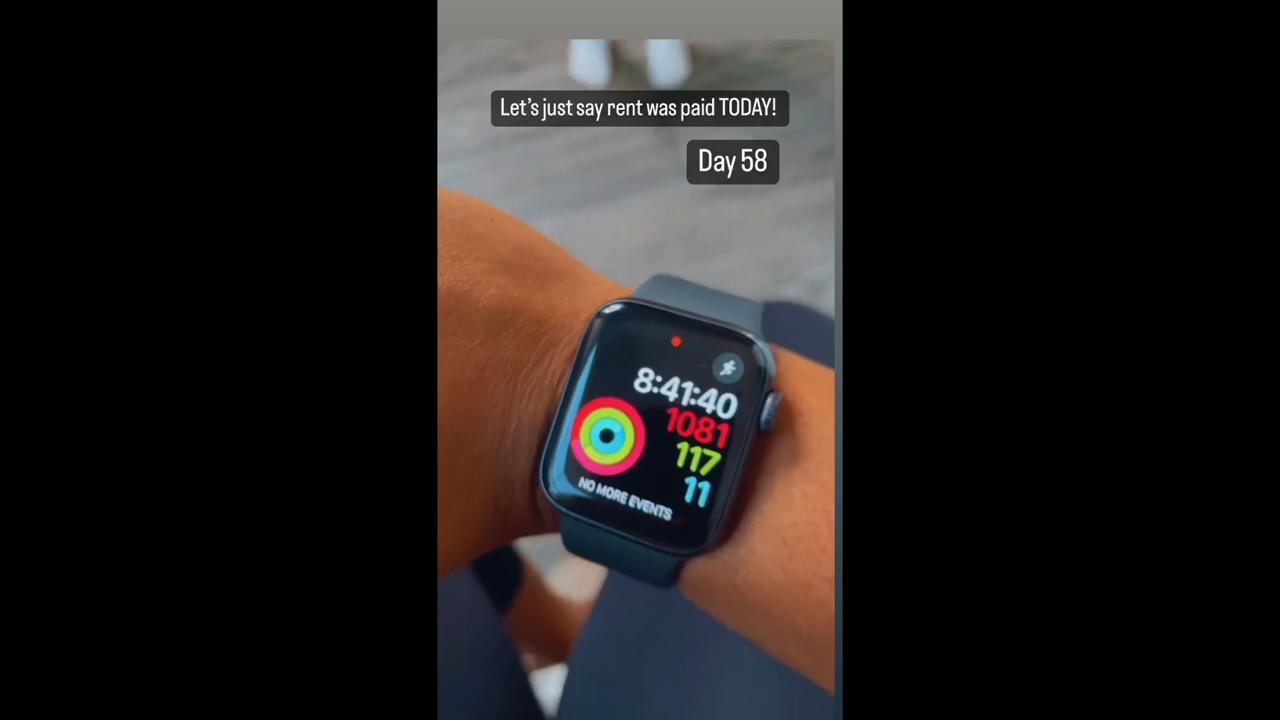 Let's just say rent was paid TODAY!
Day 58
8:41:40
1081
117
11
NO MORE EVENTS